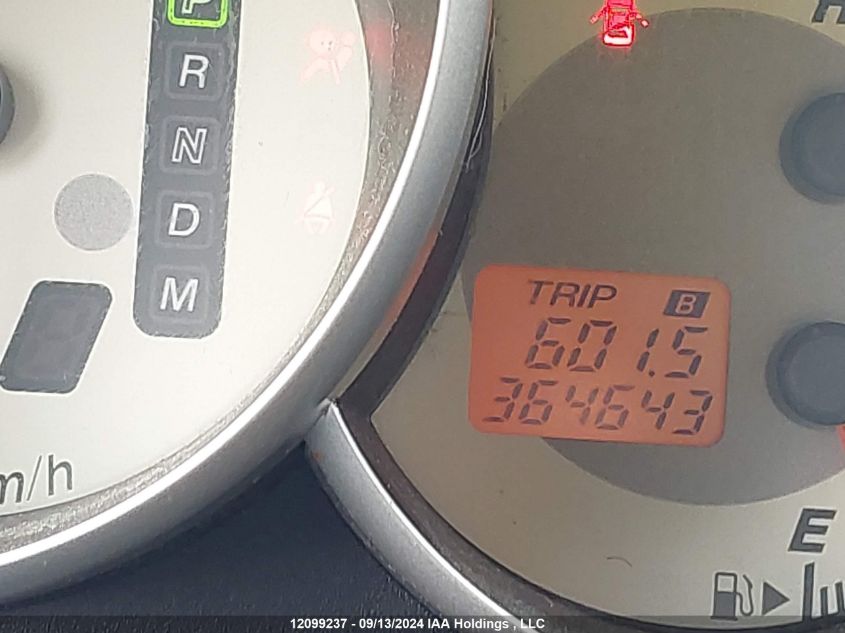 P
R
N
D
M
TRIP B
601.5
364643
E
m/h
12099237 - 09/13/2024 IAA Holdings , LLC